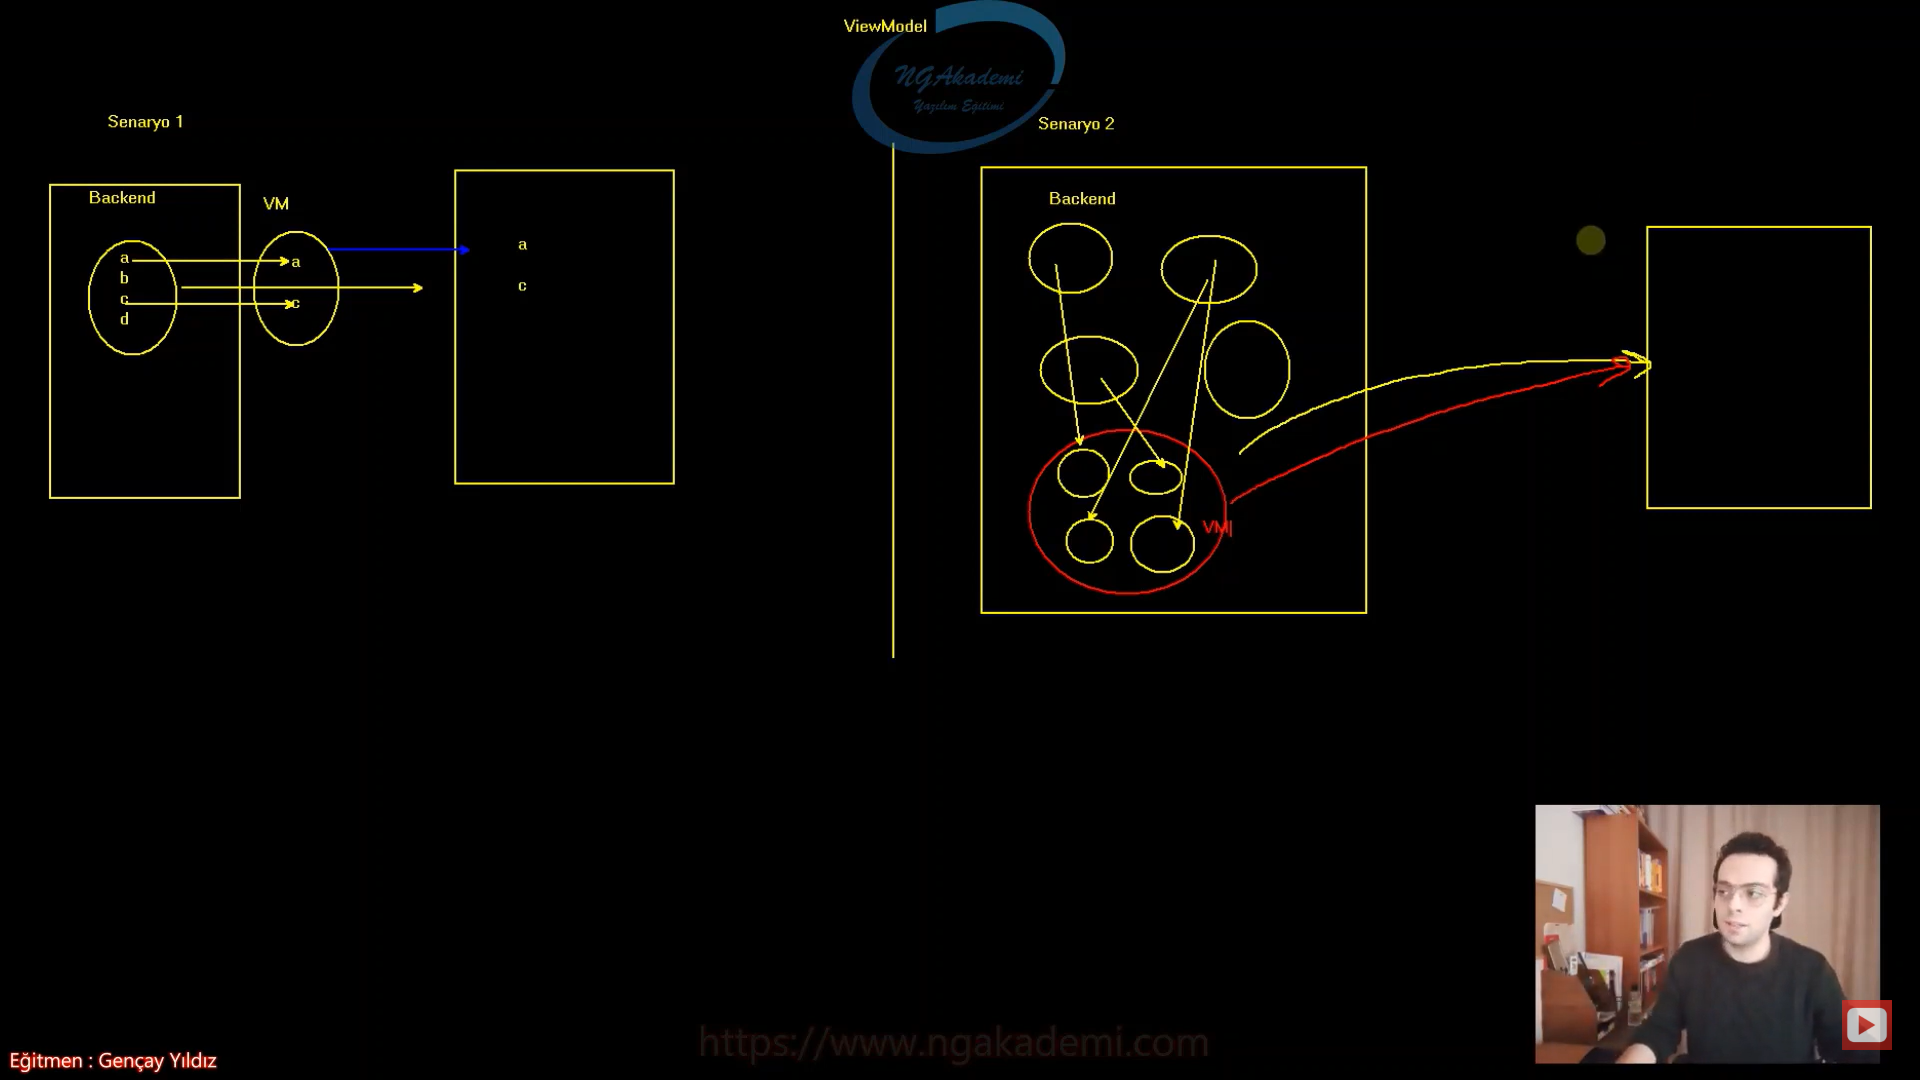 ViewModel
NGAkademi
Yazılım Eğitimi
Senaryo 1
Backend
VM
a
b
c
d
a
c
a
c
Senaryo 2
Backend
VM
https://www.ngakademi.com
Eğitmen : Gençay Yıldız